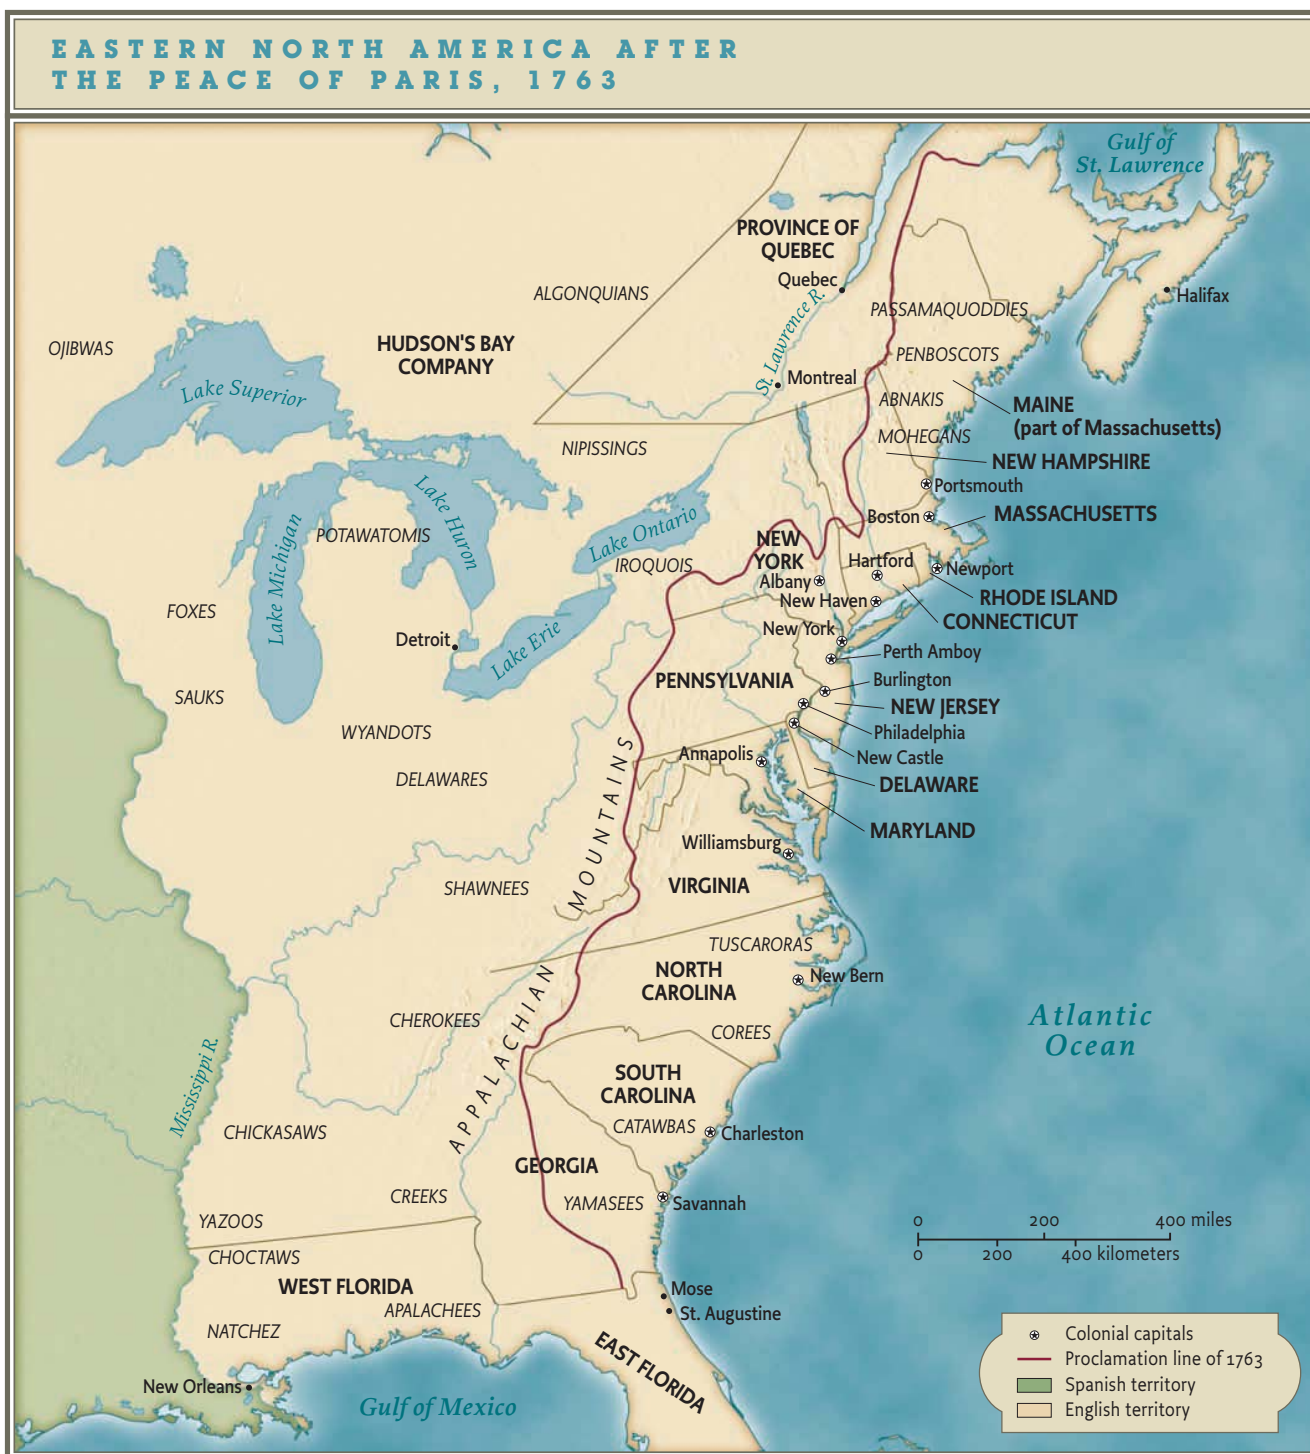 EASTERN NORTH AMERICA AFTER
THE PEACE OF PARIS, 1763
Gulf of
St. Lawrence
PROVINCE OF
QUEBEC
Quebec
ALGONQUIANS
Halifax
PASSAMAQUODDIES
St. Lawrence R.
OJIBWAS
HUDSON'S BAY
COMPANY
PENBOSCOTS
Montreal
Lake Superior
ABNAKIS
MAINE
(part of Massachusetts)
MOHEGANS
NIPISSINGS
NEW HAMPSHIRE
Portsmouth
Lake Huron
Boston
MASSACHUSETTS
Lake Ontario
POTAWATOMIS
NEW
YORK
Lake Michigan
IROQUOIS
Hartford
Newport
Albany
RHODE ISLAND
New Haven
FOXES
CONNECTICUT
New York
Detroit
Lake Erie
Perth Amboy
PENNSYLVANIA
Burlington
SAUKS
NEW JERSEY
WYANDOTS
Philadelphia
Annapolis
New Castle
DELAWARES
DELAWARE
MARYLAND
Williamsburg
SHAWNEES
VIRGINIA
APPALACHIAN MOUNTAINS
TUSCARORAS
NORTH
CAROLINA
New Bern
Atlantic
Ocean
CHEROKEES
COREES
Mississippi R.
SOUTH
CAROLINA
CATAWBAS
CHICKASAWS
Charleston
GEORGIA
CREEKS
YAMASEES
Savannah
YAZOOS
0 200 400 miles
0 200 400 kilometers
CHOCTAWS
WEST FLORIDA
Mose
APALACHEES
St. Augustine
NATCHEZ
EAST FLORIDA
New Orleans
Gulf of Mexico
Colonial capitals
Proclamation line of 1763
Spanish territory
English territory